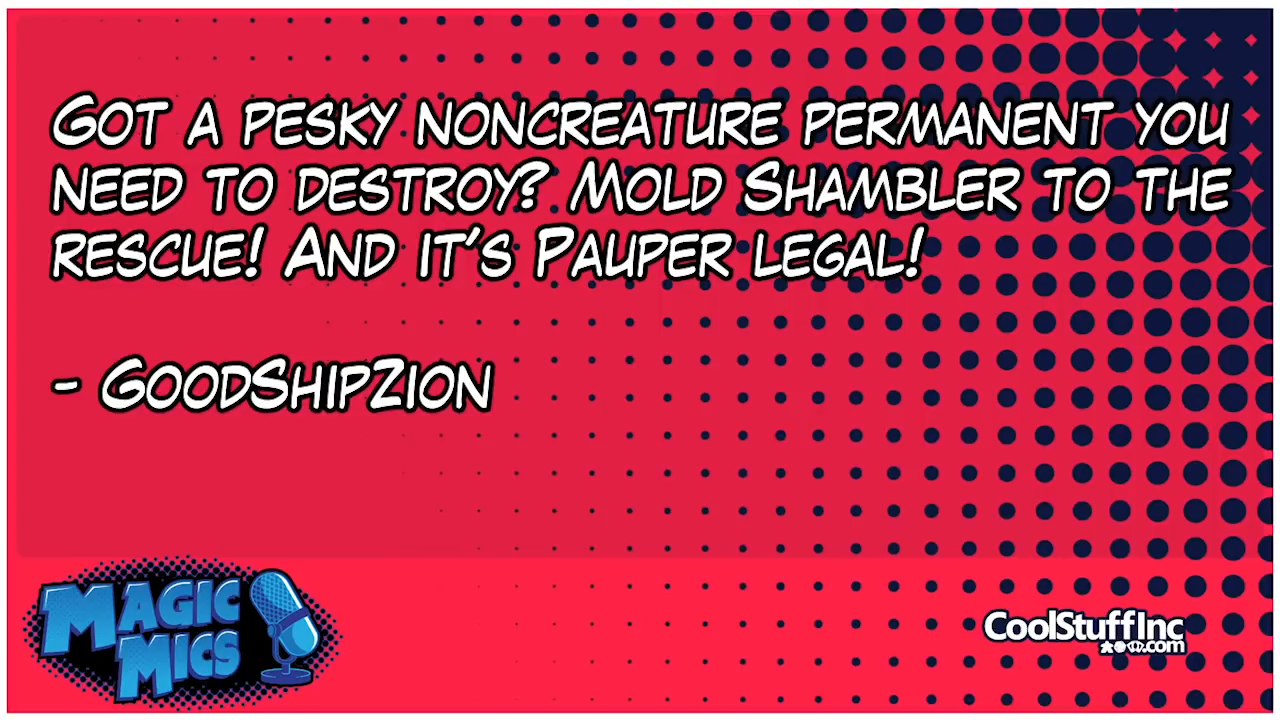 Got a pesky noncreature permanent you
need to destroy? Mold Shambler to the
rescue! And it's Pauper legal!
- GoodShipZion
Magic
Mics
CoolStuffInc
.com